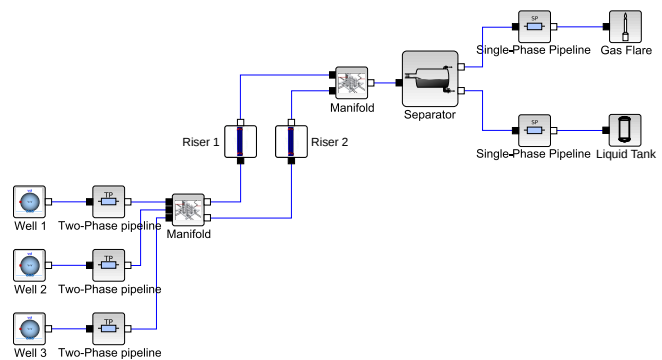 SP
SP
Single-Phase Pipeline
Gas Flare
Manifold
Separator
Riser 1
Riser 2
SP
Single-Phase Pipeline
Liquid Tank
TP
Well 1
Two-Phase pipeline
Manifold
TP
Well 2
Two-Phase pipeline
TP
Well 3
Two-Phase pipeline